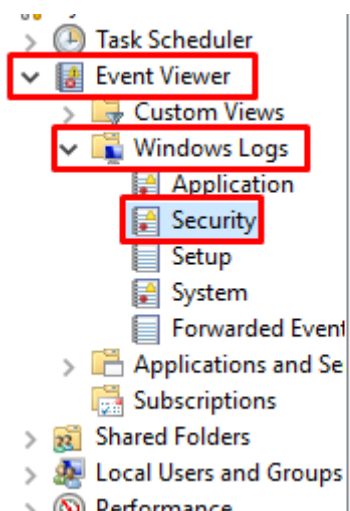 Task Scheduler
Event Viewer
Custom Views
Windows Logs
Application
Security
Setup
System
Forwarded Event
Applications and Se
Subscriptions
Shared Folders
Local Users and Groups
Performance